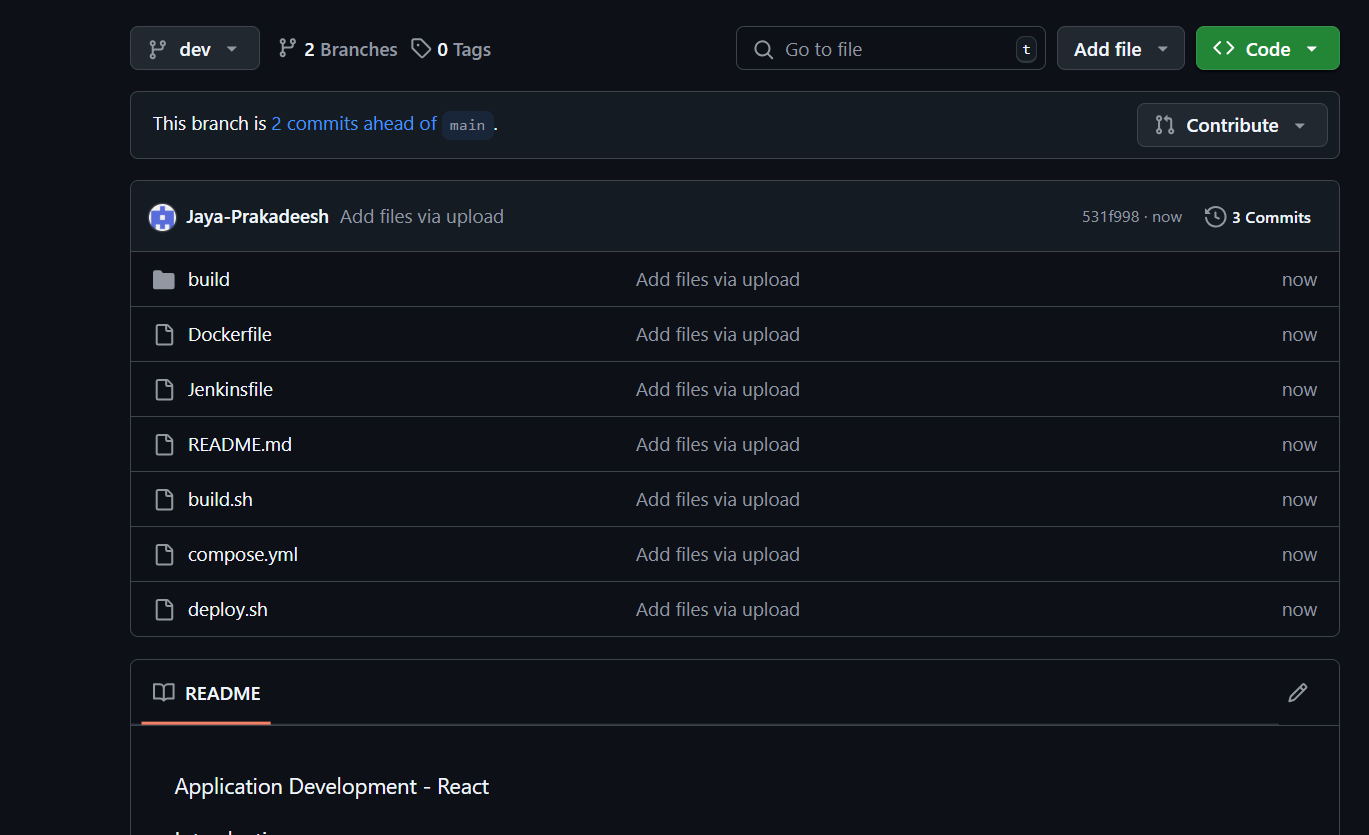 dev 2 Branches 0 Tags Go to file t Add file Code
This branch is 2 commits ahead of main . Contribute
Jaya-Prakadeesh Add files via upload 531f998 · now 3 Commits
build Add files via upload now
Dockerfile Add files via upload now
Jenkinsfile Add files via upload now
README.md Add files via upload now
build.sh Add files via upload now
compose.yml Add files via upload now
deploy.sh Add files via upload now
README
Application Development - React